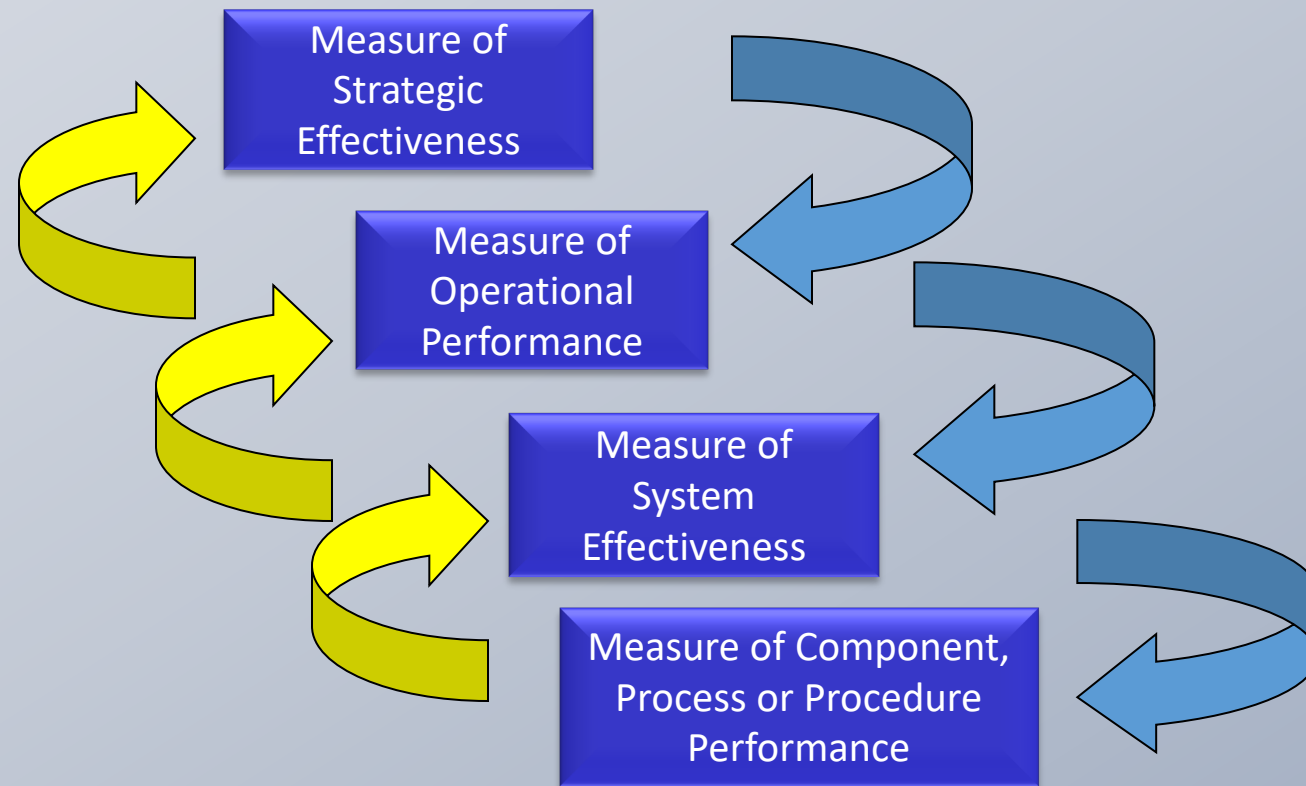 Measure of
Strategic
Effectiveness
Measure of
Operational
Performance
Measure of
System
Effectiveness
Measure of Component,
Process or Procedure
Performance